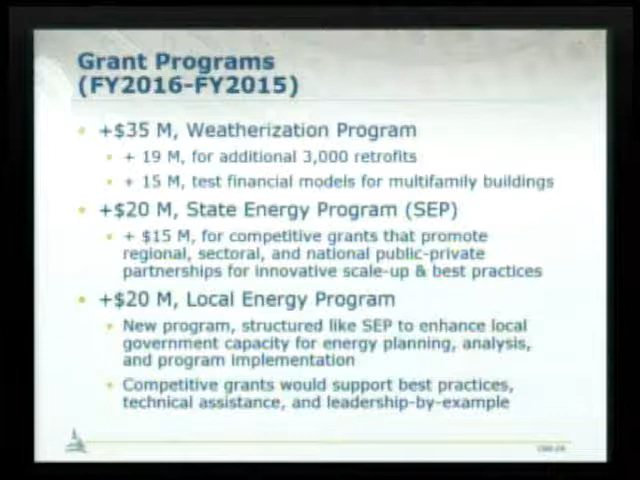 Grant Programs
(FY2016-FY2015)
+$35 M, Weatherization Program
+ 19 M, for additional 3,000 retrofits
+ 15 M, test financial models for multifamily buildings
+$20 M, State Energy Program (SEP)
+ $15 M, for competitive grants that promote
regional, sectoral, and national public-private
partnerships for innovative scale-up & best practices
+$20 M, Local Energy Program
New program, structured like SEP to enhance local
government capacity for energy planning, analysis,
and program implementation
Competitive grants would support best practices,
technical assistance, and leadership-by-example